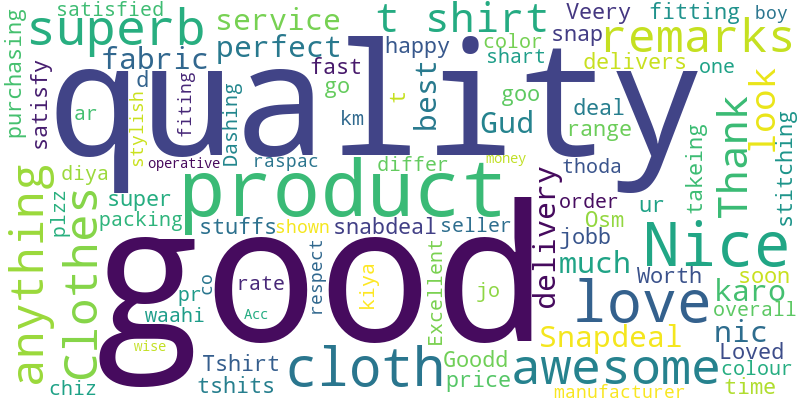 satisfied
t shirt
Veery
fitting
boy
superb
service
remarks
purchasing
fabric
perfect
happy
color
snap
satisfy
d
fast
shart
delivers
one
quality
ar
stylish
fiting
Dashing
go
km
t
best
goo
deal
look
Gud
range
Thank
stitching
operative
raspac
differ
money
thoda
takeing
anything
diya
product
clothes
plzz
super
packing
stuffs
shown
snabdeal
seller
delivery
order
Osm
ur
jobb
Nice
good
pr
co
rate
respect
kiya
Excellent
jo
much
Worth
soon
karo
love
overall
waahi
Acc
wise
Tshirt
cloth
Goodd
Snapdeal
nic
awesome
Loved
colour
chiz
tshits
price
manufacturer
time